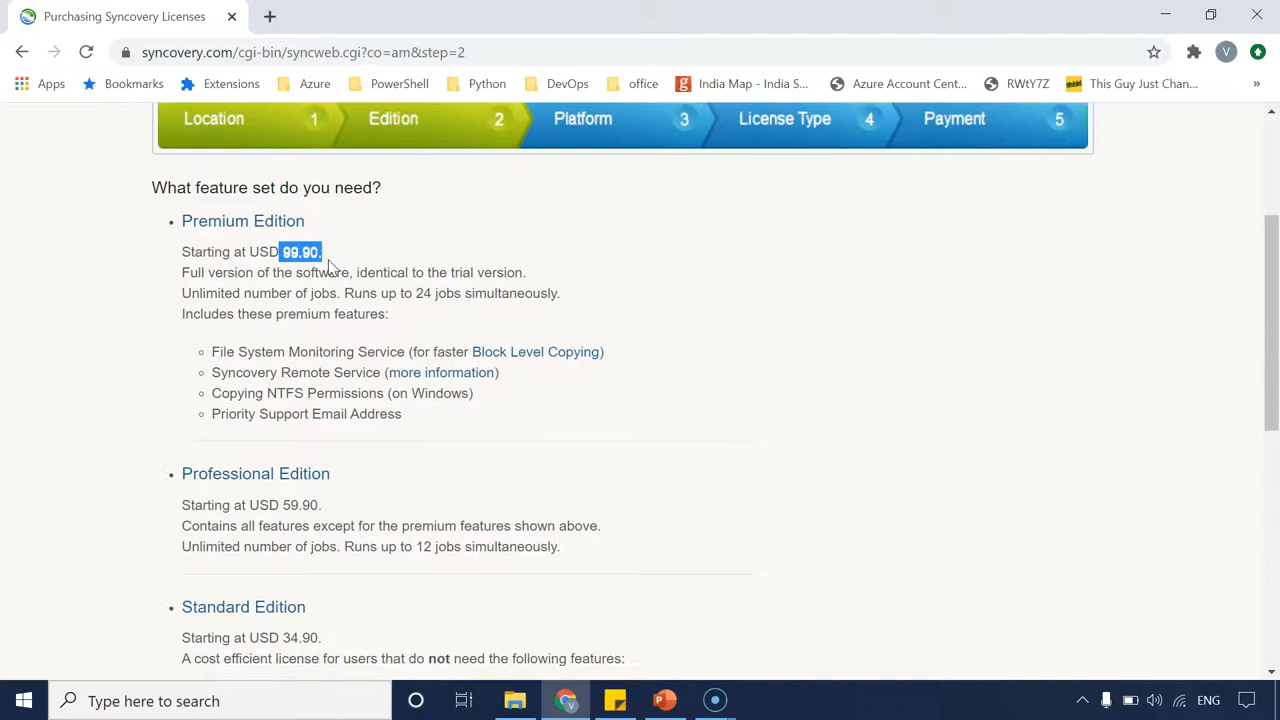 Purchasing Syncovery Licenses
syncovery.com/cgi-bin/syncweb.cgi?co=am&step=2
V
Apps Bookmarks Extensions Azure PowerShell Python DevOps office India Map - India S... Azure Account Cent... RWtY7Z This Guy Just Chan... »
Location 1 Edition 2 Platform 3 License Type 4 Payment 5
What feature set do you need?
• Premium Edition
Starting at USD 99.90.
Full version of the software, identical to the trial version.
Unlimited number of jobs. Runs up to 24 jobs simultaneously.
Includes these premium features:
File System Monitoring Service (for faster Block Level Copying)
Syncovery Remote Service (more information)
Copying NTFS Permissions (on Windows)
Priority Support Email Address
• Professional Edition
Starting at USD 59.90.
Contains all features except for the premium features shown above.
Unlimited number of jobs. Runs up to 12 jobs simultaneously.
• Standard Edition
Starting at USD 34.90.
A cost efficient license for users that do not need the following features:
Type here to search
ENG